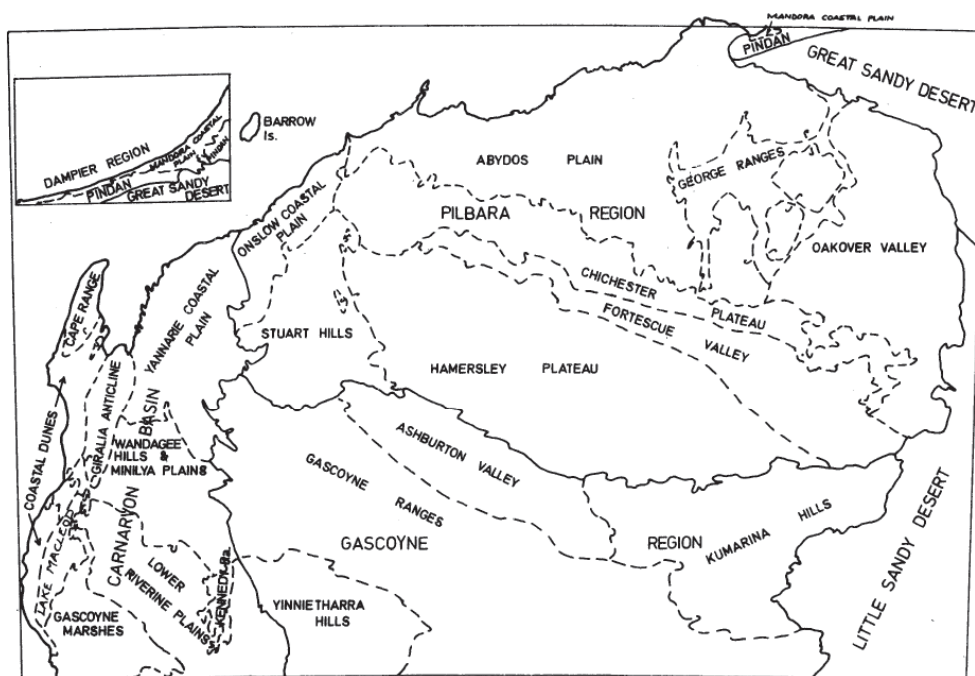 MANDORA COASTAL PLAIN
PINDAN
GREAT SANDY DESERT
DAMPIER REGION
MANDORA COASTAL
PLAIN
PINDAN
PINDAN
GREAT SANDY
DESERT
BARROW
Is.
ABYDOS PLAIN
GEORGE RANGES
PILBARA REGION
OAKOVER VALLEY
ONSLOW COASTAL
PLAIN
CHICHESTER
PLATEAU
FORTESCUE
VALLEY
CAPE RANGE
YANNARIE COASTAL
PLAIN
STUART HILLS
HAMERSLEY PLATEAU
COASTAL DUNES
GIRALIA ANTICLINE
CARNARVON BASIN
WANDAGEE
HILLS &
MINILYA PLAINS
ASHBURTON VALLEY
GASCOYNE
RANGES
GASCOYNE REGION
KUMARINA HILLS
LITTLE SANDY DESERT
LAKE MACLEOD
LOWER
RIVERINE PLAINS
KENNEDY Ra.
GASCOYNE
MARSHES
YINNIETHARRA
HILLS